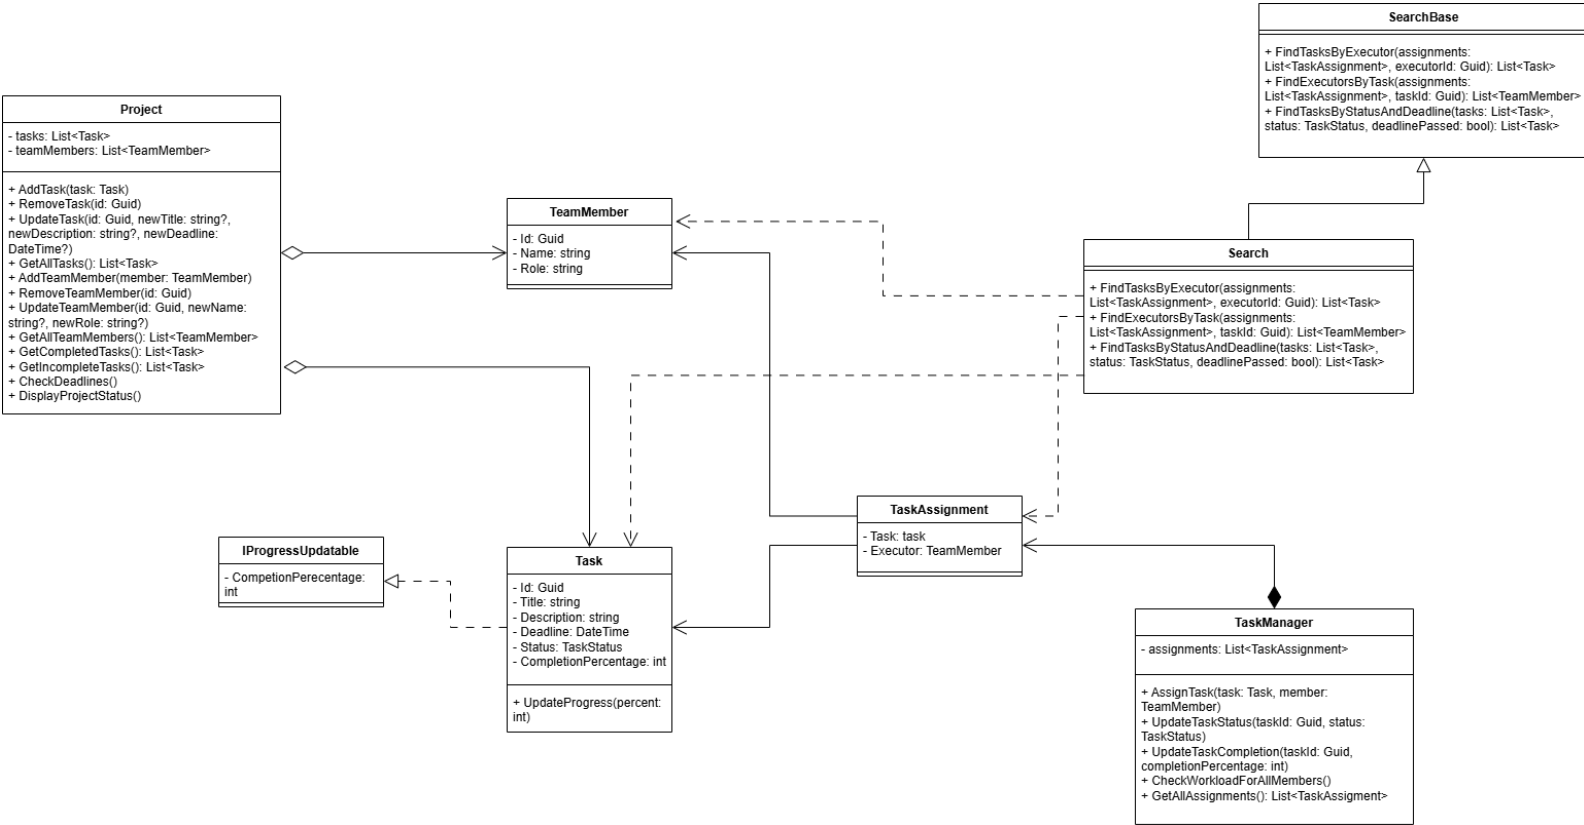 SearchBase
+ FindTasksByExecutor(assignments:
List<TaskAssignment>, executorId: Guid): List<Task>
+ FindExecutorsByTask(assignments:
List<TaskAssignment>, taskId: Guid): List<TeamMember>
+ FindTasksByStatusAndDeadline(tasks: List<Task>,
status: TaskStatus, deadlinePassed: bool): List<Task>
Project
- tasks: List<Task>
- teamMembers: List<TeamMember>
+ AddTask(task: Task)
+ RemoveTask(id: Guid)
+ UpdateTask(id: Guid, newTitle: string?,
newDescription: string?, newDeadline:
DateTime?)
+ GetAllTasks(): List<Task>
+ AddTeamMember(member: TeamMember)
+ RemoveTeamMember(id: Guid)
+ UpdateTeamMember(id: Guid, newName:
string?, newRole: string?)
+ GetAllTeamMembers(): List<TeamMember>
+ GetCompletedTasks(): List<Task>
+ GetIncompleteTasks(): List<Task>
+ CheckDeadlines()
+ DisplayProjectStatus()
TeamMember
- Id: Guid
- Name: string
- Role: string
Search
+ FindTasksByExecutor(assignments:
List<TaskAssignment>, executorId: Guid): List<Task>
+ FindExecutorsByTask(assignments:
List<TaskAssignment>, taskId: Guid): List<TeamMember>
+ FindTasksByStatusAndDeadline(tasks: List<Task>,
status: TaskStatus, deadlinePassed: bool): List<Task>
TaskAssignment
- Task: task
- Executor: TeamMember
IProgressUpdatable
- CompetionPerecentage:
int
Task
- Id: Guid
- Title: string
- Description: string
- Deadline: DateTime
- Status: TaskStatus
- CompletionPercentage: int
+ UpdateProgress(percent:
int)
TaskManager
- assignments: List<TaskAssignment>
+ AssignTask(task: Task, member:
TeamMember)
+ UpdateTaskStatus(taskId: Guid, status:
TaskStatus)
+ UpdateTaskCompletion(taskId: Guid,
completionPercentage: int)
+ CheckWorkloadForAllMembers()
+ GetAllAssignments(): List<TaskAssigment>